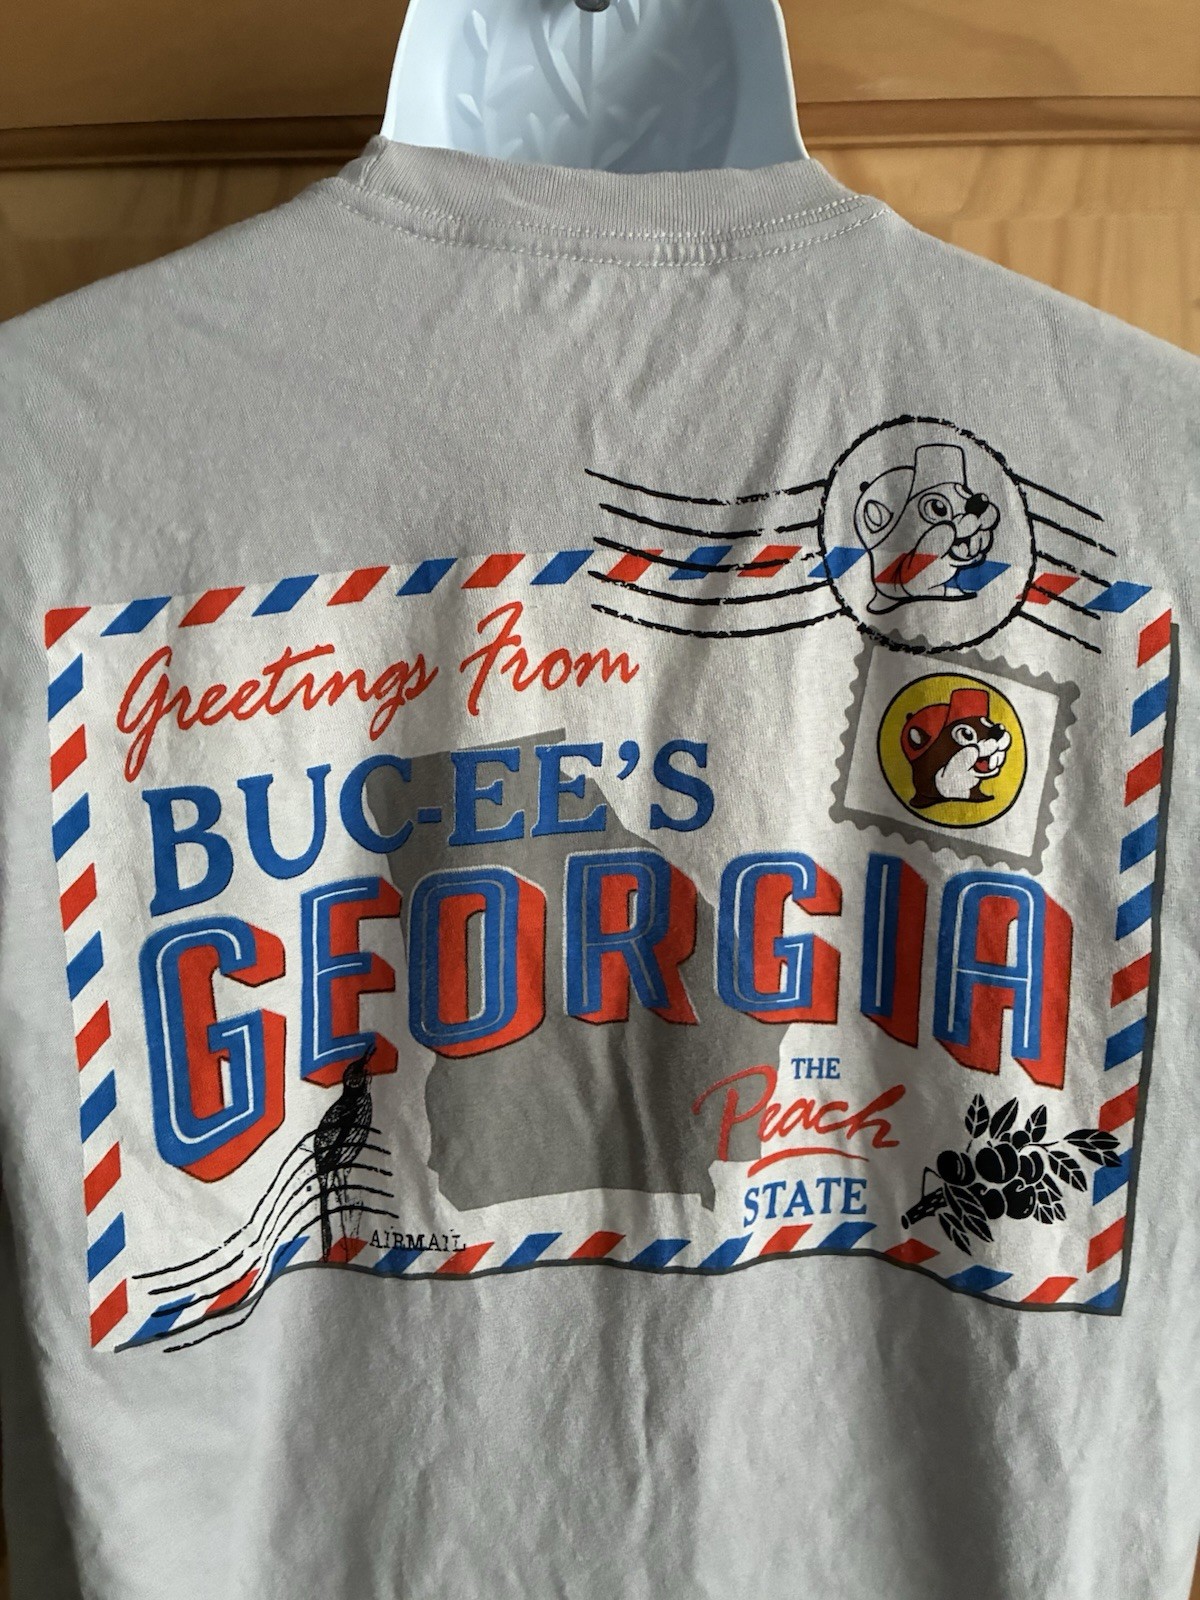 Greetings From
BUC-EE'S
GEORGIA
THE
Peach
STATE
AIRMAIL